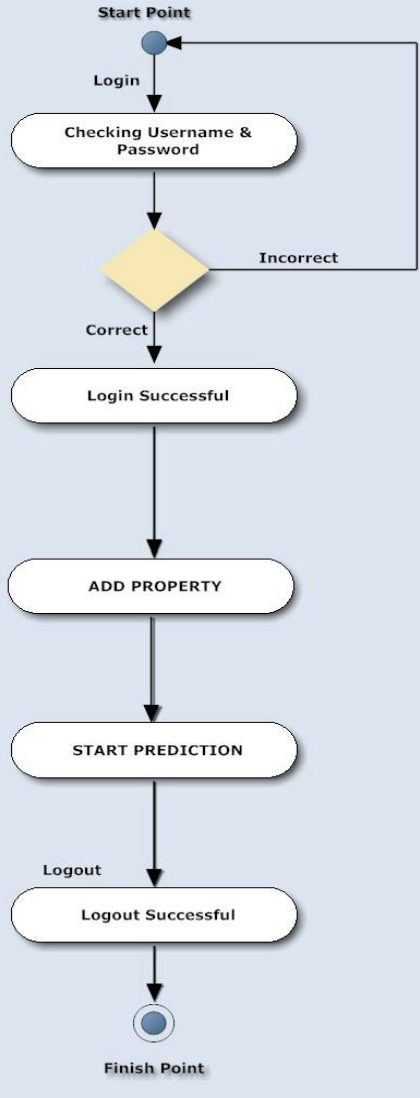 Start Point
Login
Checking Username &
Password
Incorrect
Correct
Login Successful
ADD PROPERTY
START PREDICTION
Logout
Logout Successful
Finish Point